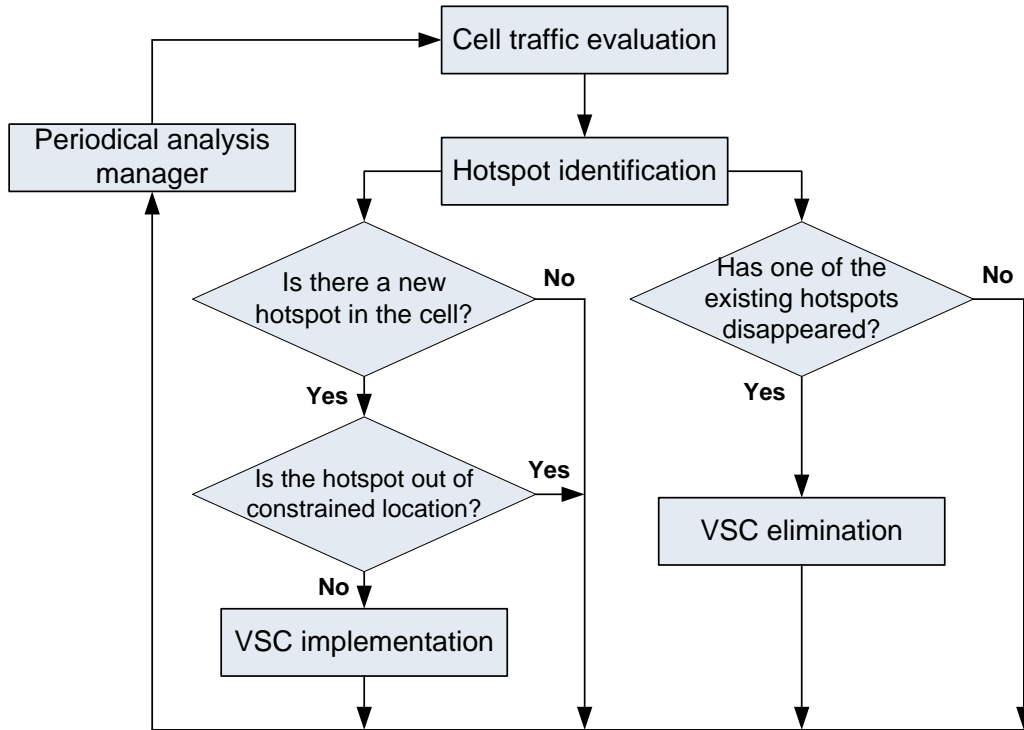 Cell traffic evaluation
Periodical analysis
manager
Hotspot identification
Is there a new
hotspot in the cell?
No
Has one of the
existing hotspots
disappeared?
No
Yes
Yes
Is the hotspot out of
constrained location?
Yes
VSC elimination
No
VSC implementation